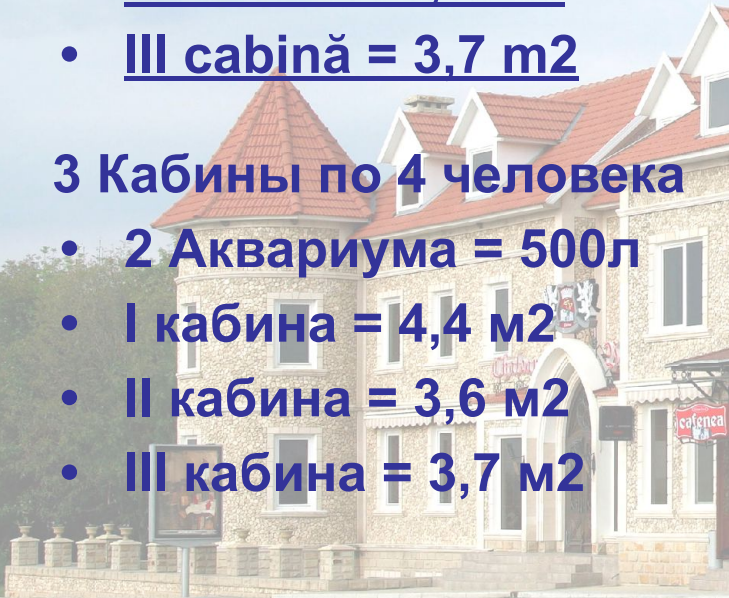 • III cabină = 3,7 m2
3 Кабины по 4 человека
• 2 Аквариума = 500л
• I кабина = 4,4 м2
• II кабина = 3,6 м2
• III кабина = 3,7 м2
cafenea